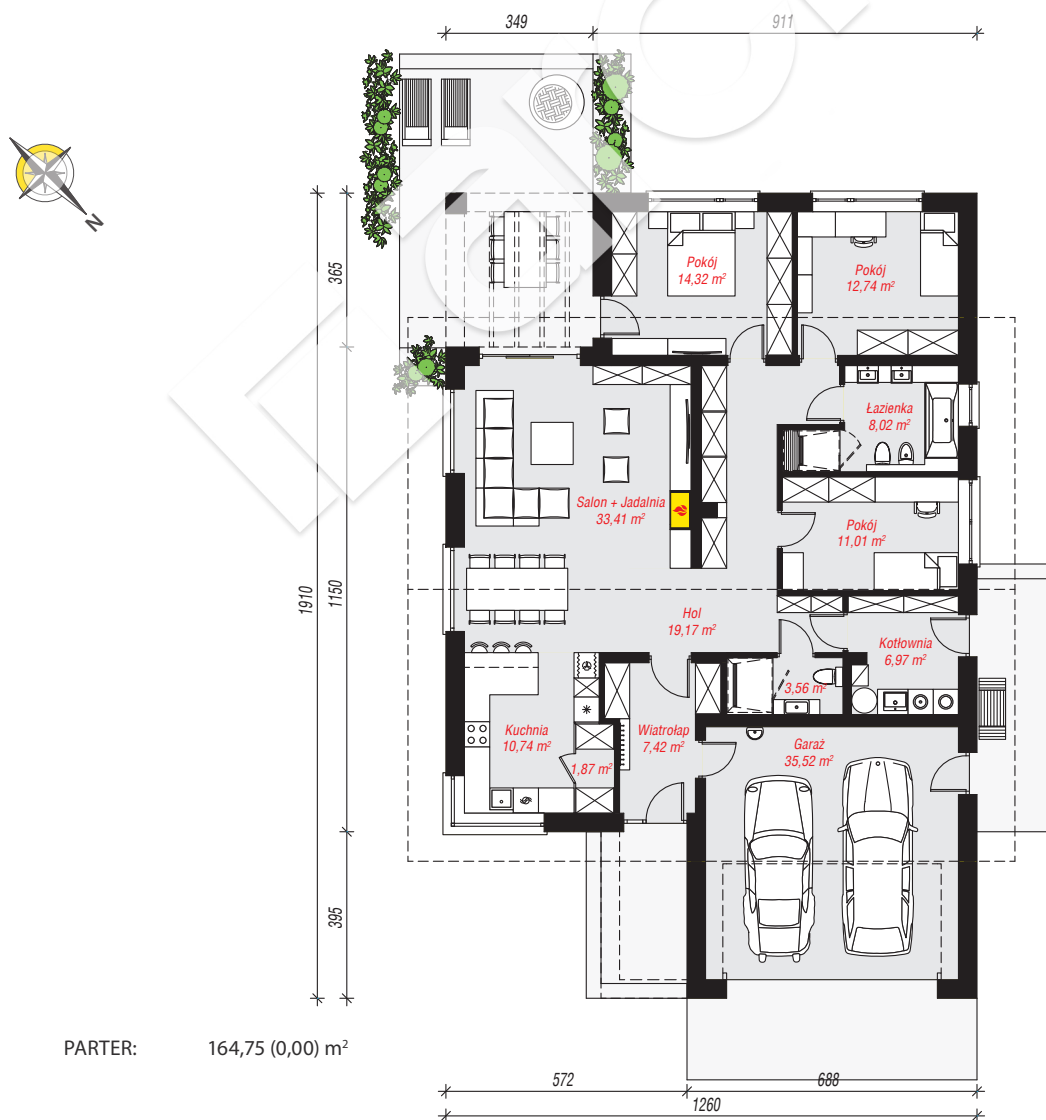 349
911
N
365
1150
1910
395
Pokój
14,32 m²
Pokój
12,74 m²
Łazienka
8,02 m²
Salon + Jadalnia
33,41 m²
Pokój
11,01 m²
Hol
19,17 m²
Kotłownia
6,97 m²
3,56 m²
Kuchnia
10,74 m²
1,87 m²
Wiatrołap
7,42 m²
Garaż
35,52 m²
PARTER: 164,75 (0,00) m²
572
688
1260